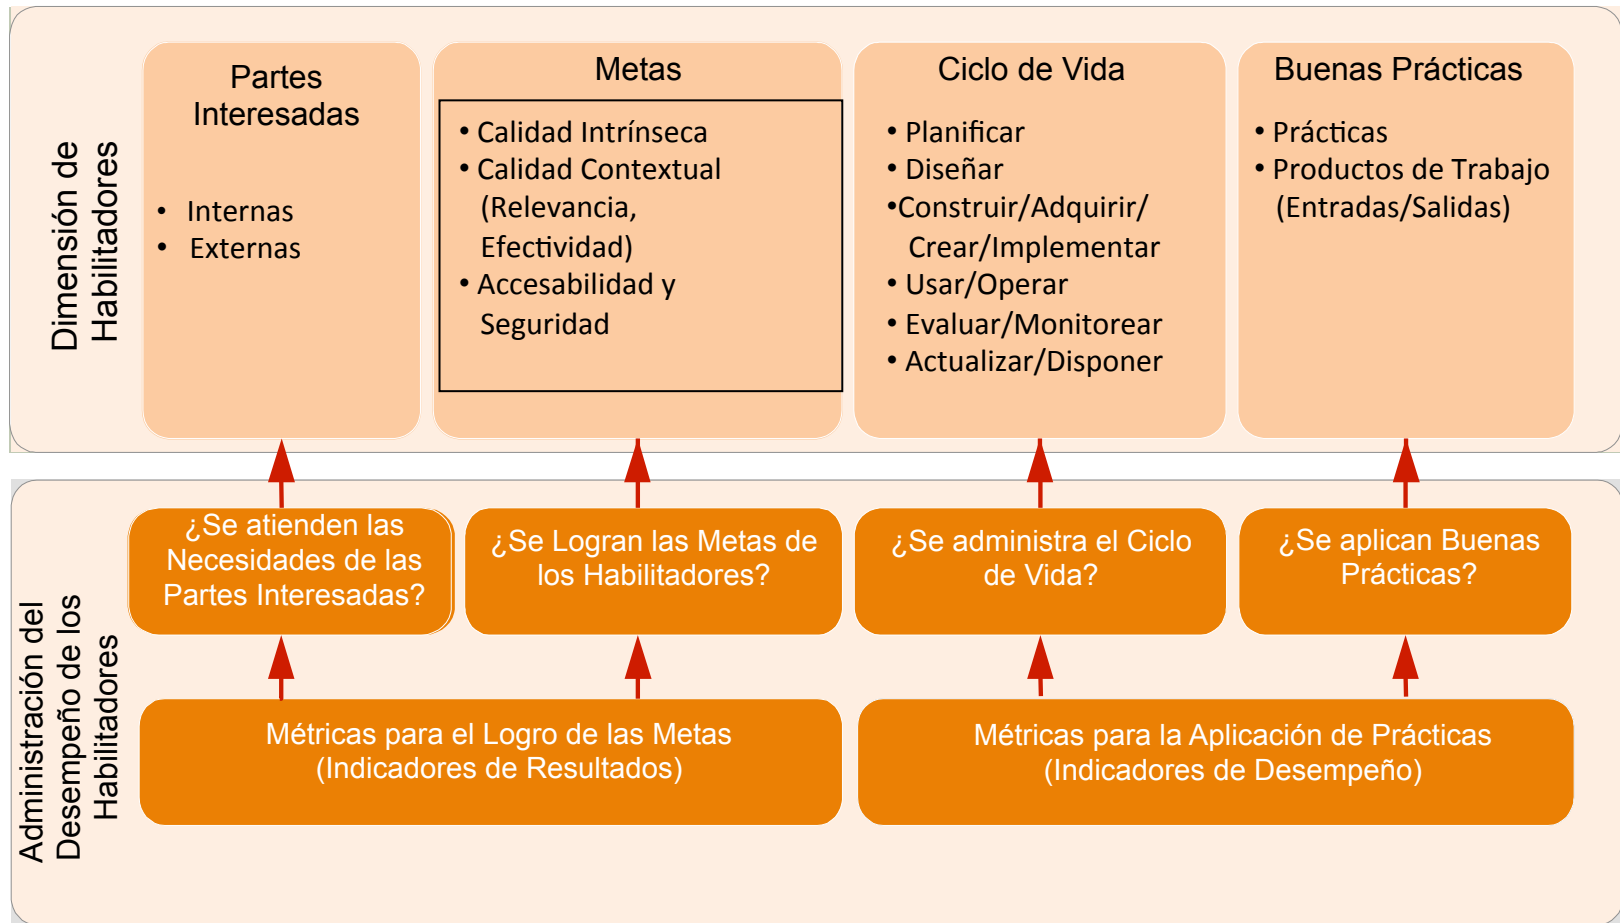 Dimensión de
Habilitadores
Partes
Interesadas
• Internas
• Externas
Metas
• Calidad Intrínseca
• Calidad Contextual
(Relevancia,
Efectividad)
• Accesabilidad y
Seguridad
Ciclo de Vida
• Planificar
• Diseñar
•Construir/Adquirir/
Crear/Implementar
• Usar/Operar
• Evaluar/Monitorear
• Actualizar/Disponer
Buenas Prácticas
• Prácticas
• Productos de Trabajo
(Entradas/Salidas)
Administración del
Desempeño de los
Habilitadores
¿Se atienden las
Necesidades de las
Partes Interesadas?
¿Se Logran las Metas de
los Habilitadores?
¿Se administra el Ciclo
de Vida?
¿Se aplican Buenas
Prácticas?
Métricas para el Logro de las Metas
(Indicadores de Resultados)
Métricas para la Aplicación de Prácticas
(Indicadores de Desempeño)